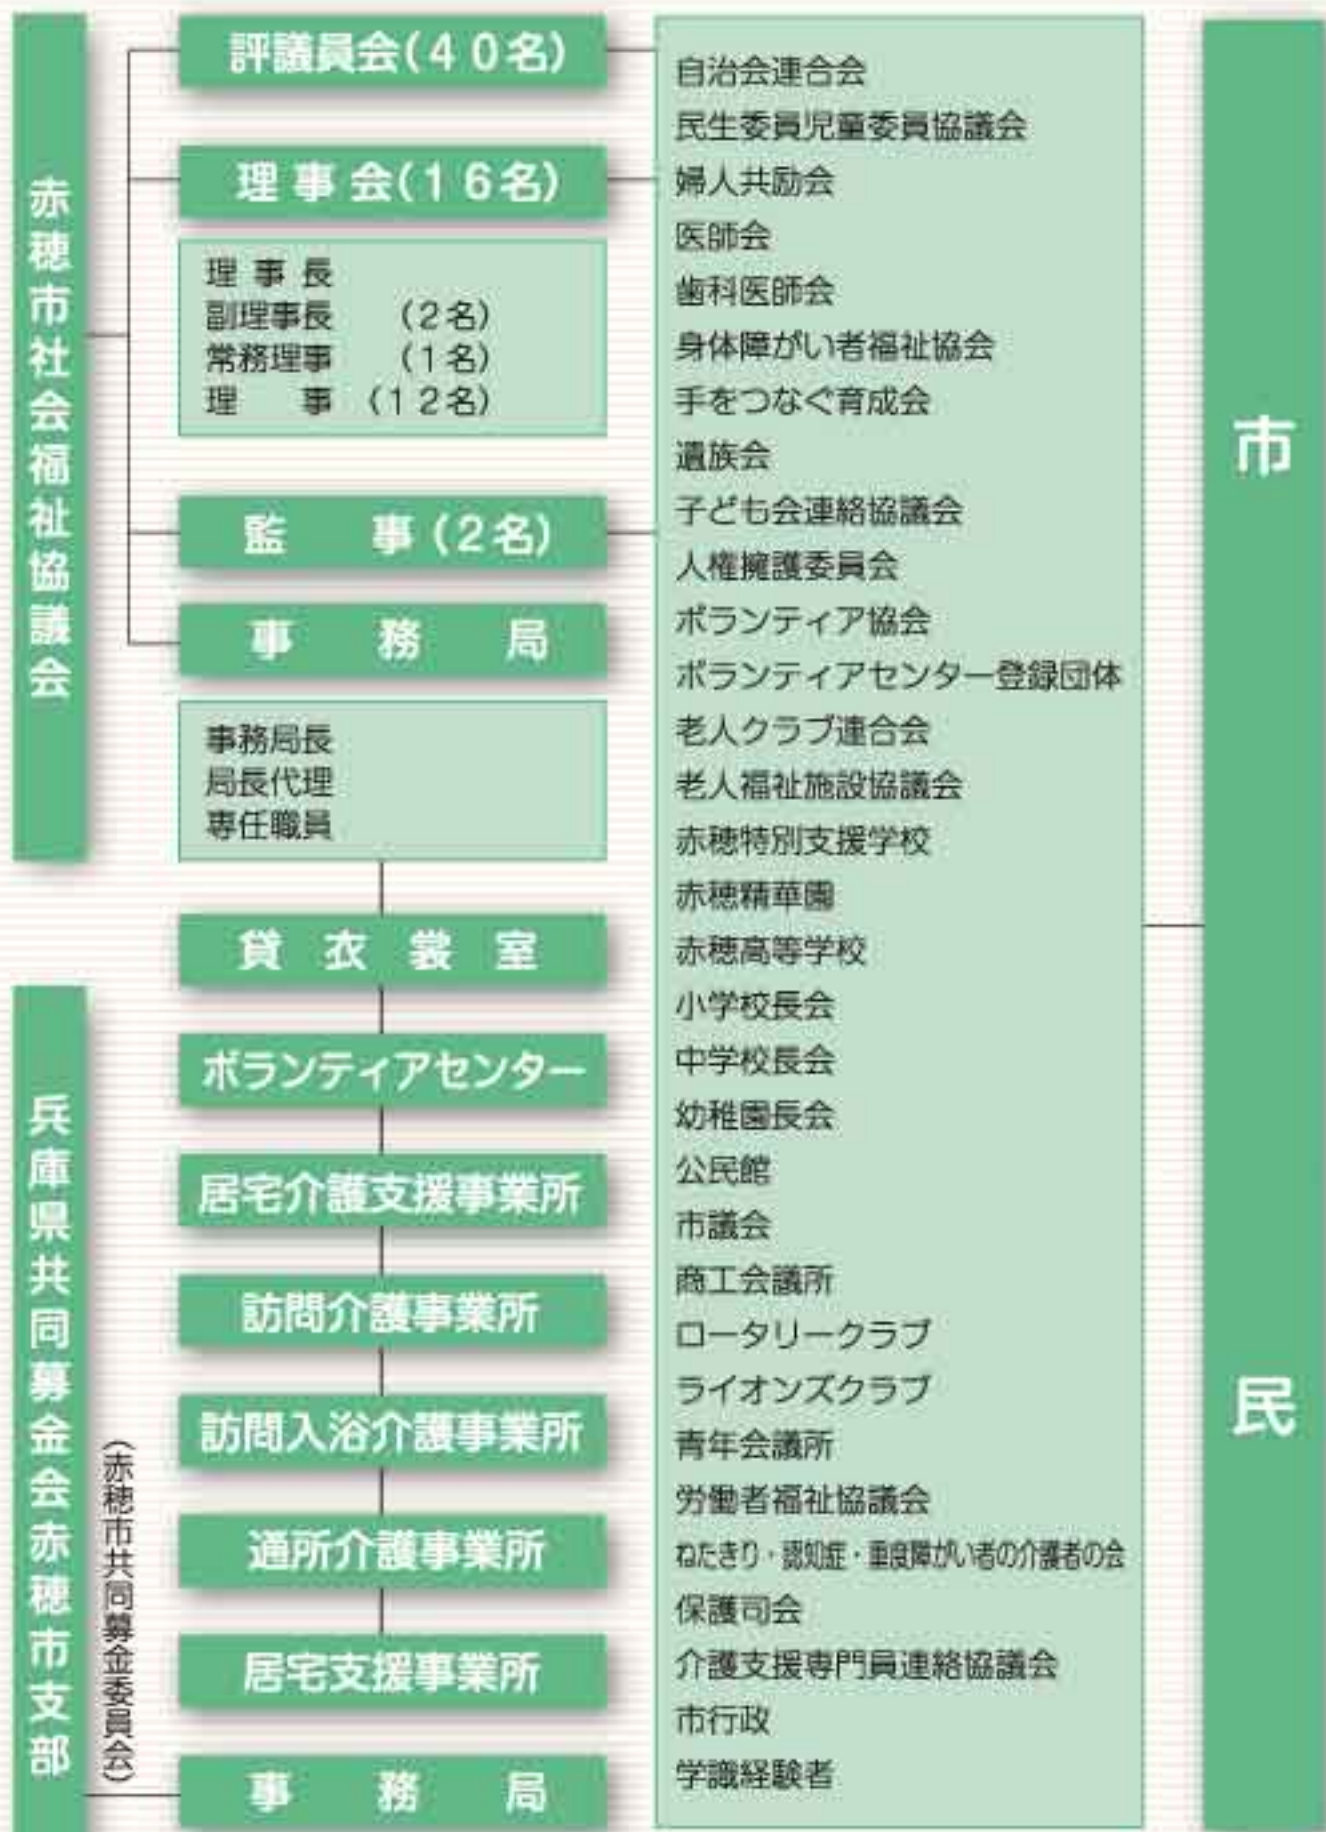 赤穂市社会福祉協議会
評議員会(40名)
理事会(16名)
理事長
副理事長 (2名)
常務理事 (1名)
理 事 (12名)
監 事(2名)
事 務 局
事務局長
局長代理
専任職員
貸 衣 裳 室
ボランティアセンター
居宅介護支援事業所
訪問介護事業所
訪問入浴介護事業所
通所介護事業所
居宅支援事業所
兵庫県共同募金会赤穂市支部
(赤穂市共同募金委員会)
事 務 局
自治会連合会
民生委員児童委員協議会
婦人共励会
医師会
歯科医師会
身体障がい者福祉協会
手をつなぐ育成会
遺族会
子ども会連絡協議会
人権擁護委員会
ボランティア協会
ボランティアセンター登録団体
老人クラブ連合会
老人福祉施設協議会
赤穂特別支援学校
赤穂精華園
赤穂高等学校
小学校長会
中学校長会
幼稚園長会
公民館
市議会
商工会議所
ロータリークラブ
ライオンズクラブ
青年会議所
労働者福祉協議会
ねたきり・認知症・重度障がい者の介護者の会
保護司会
介護支援専門員連絡協議会
市行政
学識経験者
市民